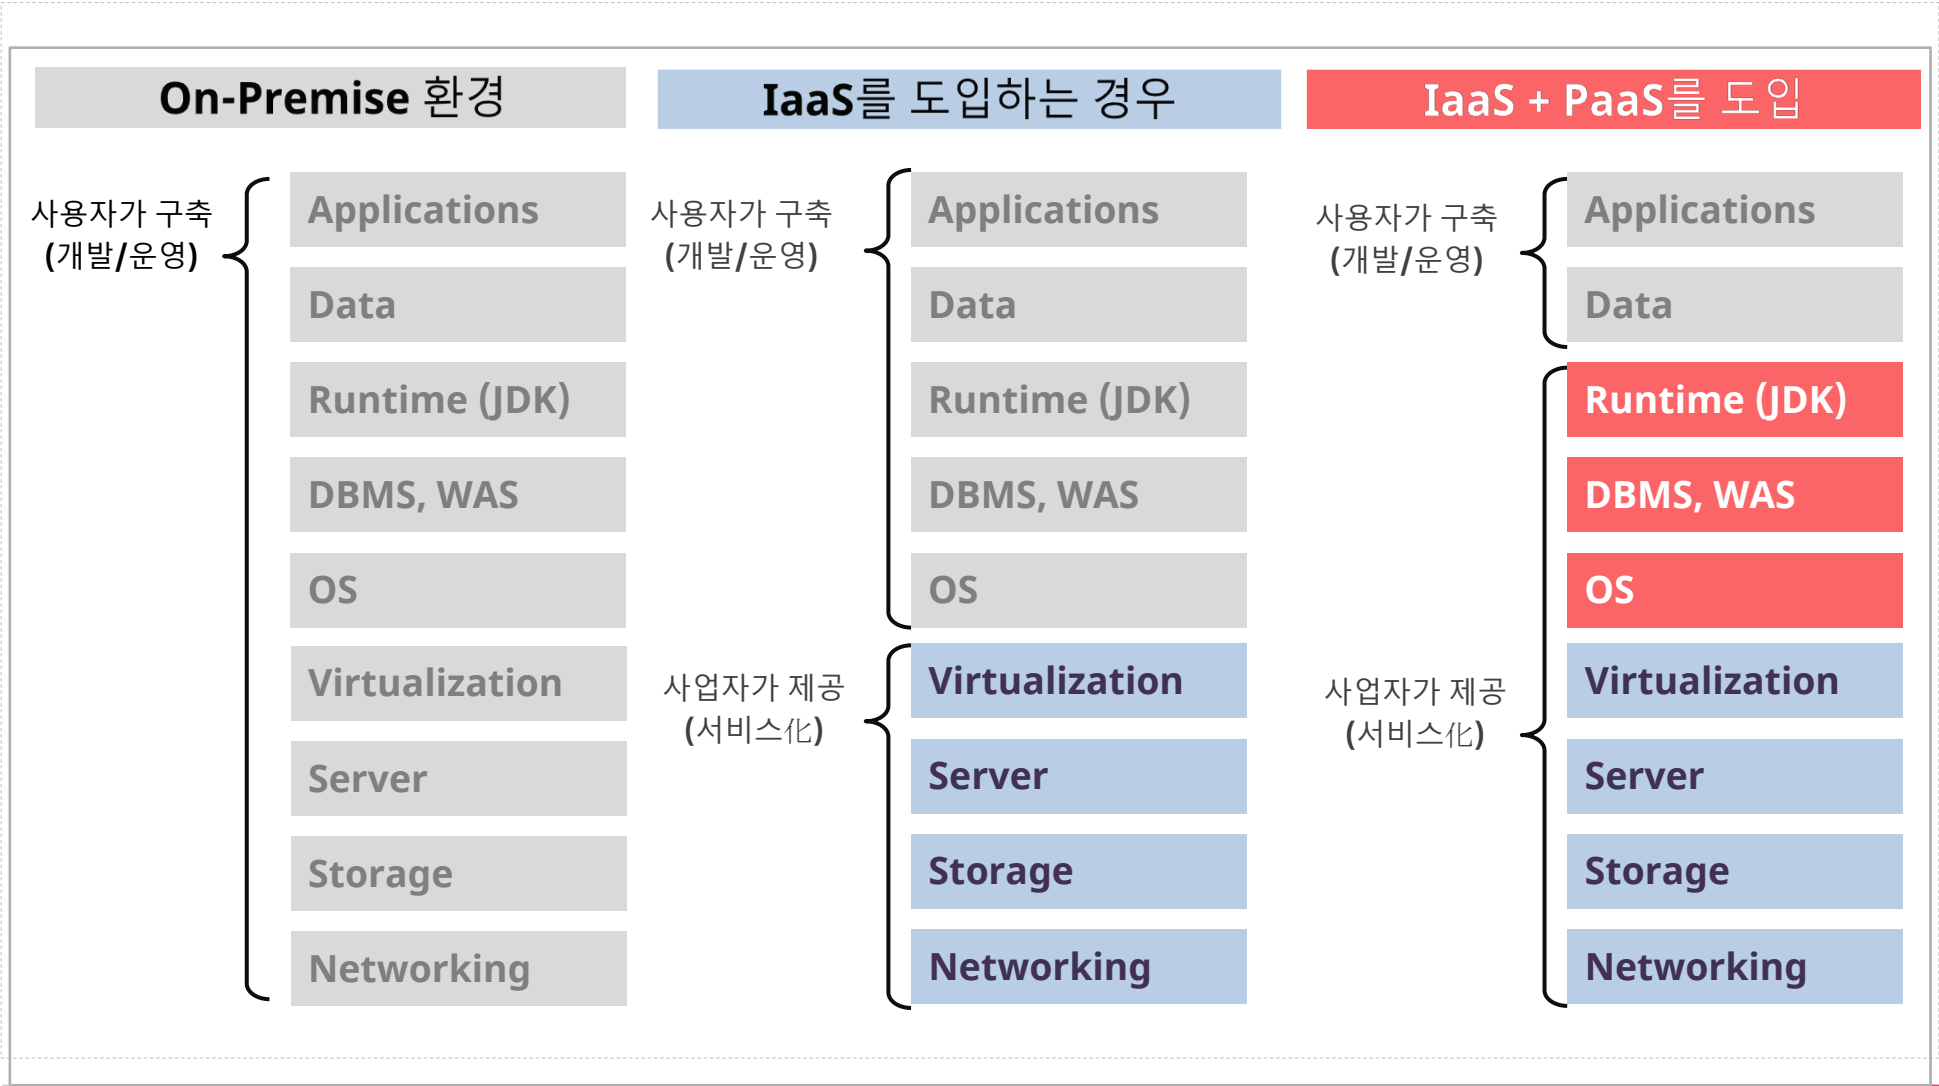 On-Premise 환경
사용자가 구축
(개발/운영)
Applications
Data
Runtime (JDK)
DBMS, WAS
OS
Virtualization
Server
Storage
Networking
IaaS를 도입하는 경우
사용자가 구축
(개발/운영)
Applications
Data
Runtime (JDK)
DBMS, WAS
OS
사업자가 제공
(서비스化)
Virtualization
Server
Storage
Networking
IaaS + PaaS를 도입
사용자가 구축
(개발/운영)
Applications
Data
Runtime (JDK)
DBMS, WAS
OS
사업자가 제공
(서비스化)
Virtualization
Server
Storage
Networking